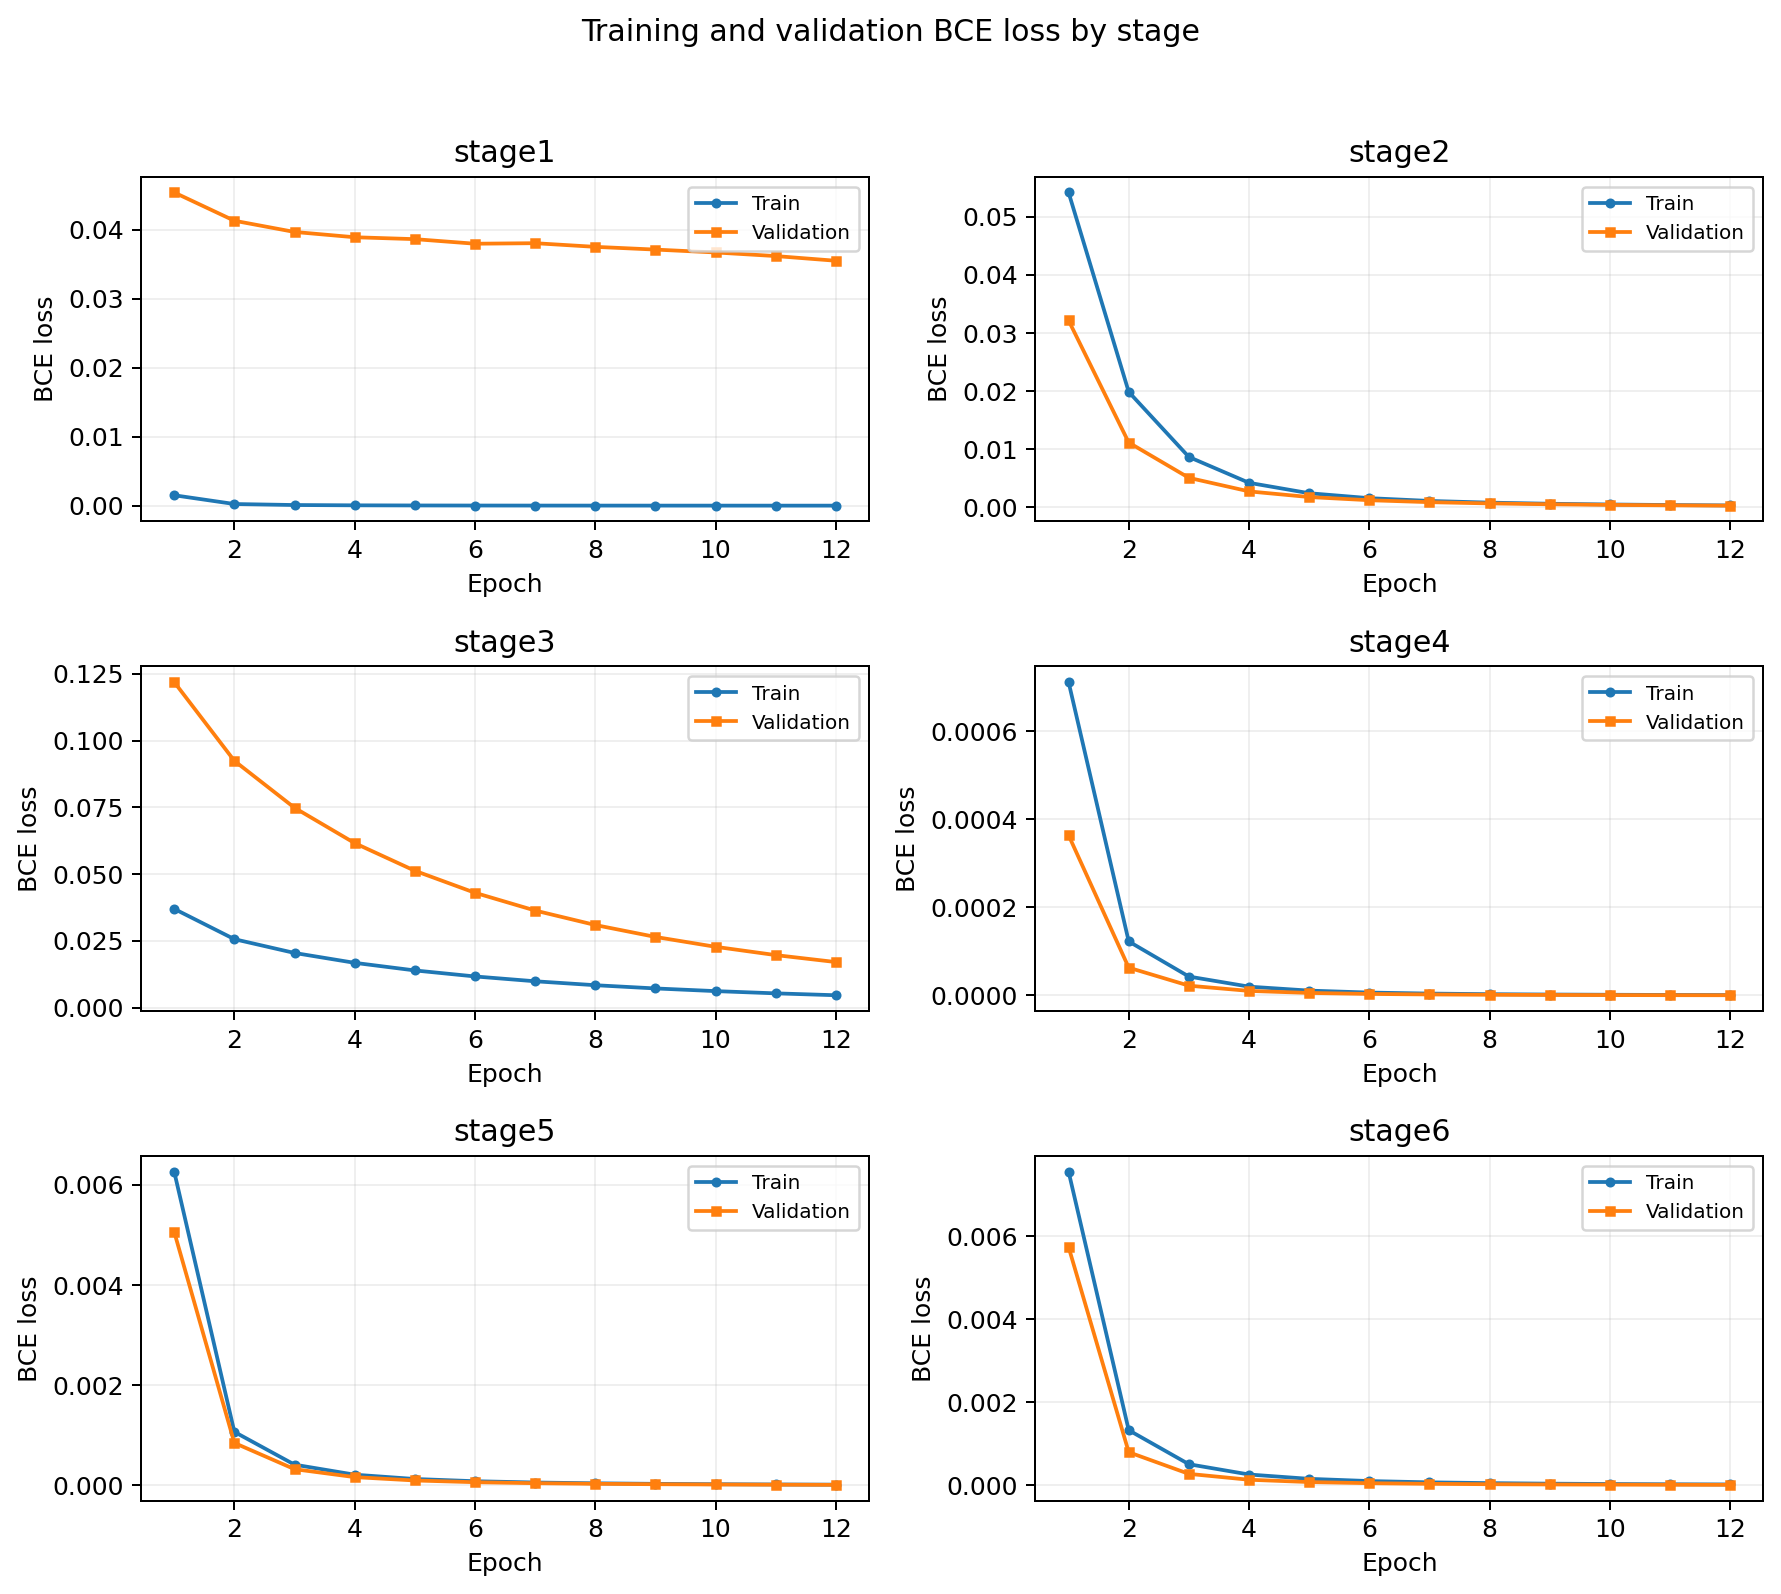 Training and validation BCE loss by stage
stage1
BCE loss
0.04
0.03
0.02
0.01
0.00
Train
Validation
2 4 6 8 10 12
Epoch
stage2
BCE loss
0.05
0.04
0.03
0.02
0.01
0.00
Train
Validation
2 4 6 8 10 12
Epoch
stage3
BCE loss
0.125
0.100
0.075
0.050
0.025
0.000
Train
Validation
2 4 6 8 10 12
Epoch
stage4
BCE loss
0.0006
0.0004
0.0002
0.0000
Train
Validation
2 4 6 8 10 12
Epoch
stage5
BCE loss
0.006
0.004
0.002
0.000
Train
Validation
2 4 6 8 10 12
Epoch
stage6
BCE loss
0.006
0.004
0.002
0.000
Train
Validation
2 4 6 8 10 12
Epoch